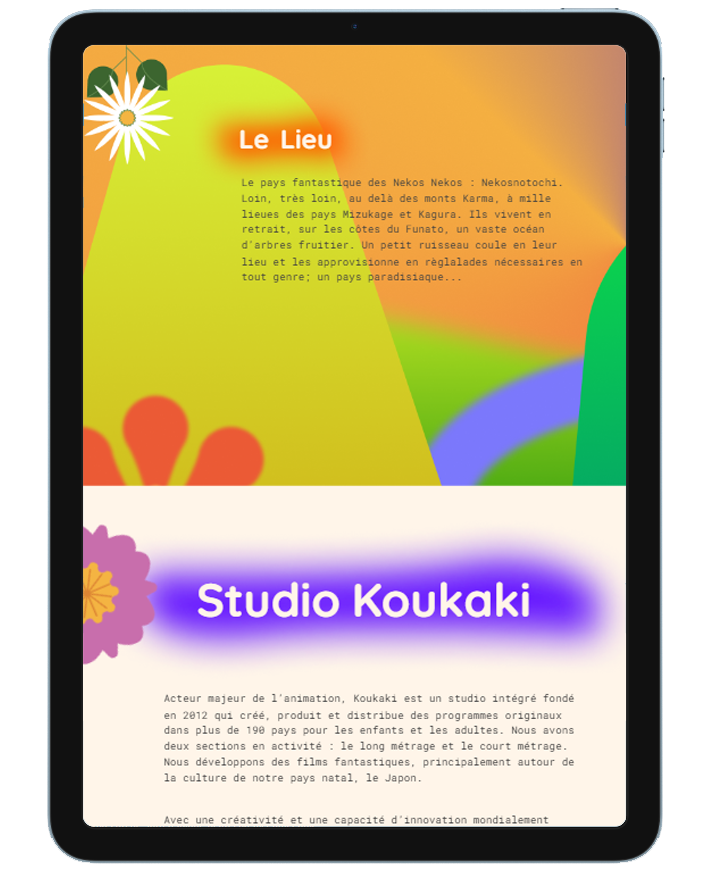 Le Lieu
Le pays fantastique des Nekos Nekos : Nekosnotochi.
Loin, très loin, au delà des monts Karma, à mille
lieues des pays Mizukage et Kagura. Ils vivent en
retrait, sur les côtes du Funato, un vaste océan
d'arbres fruitier. Un petit ruisseau coule en leur
lieu et les approvisionne en règlalades nécessaires en
tout genre; un pays paradisiaque...
Studio Koukaki
Acteur majeur de l'animation, Koukaki est un studio intégré fondé
en 2012 qui créé, produit et distribue des programmes originaux
dans plus de 190 pays pour les enfants et les adultes. Nous avons
deux sections en activité : le long métrage et le court métrage.
Nous développons des films fantastiques, principalement autour de
la culture de notre pays natal, le Japon.
Avec une créativité et une capacité d'innovation mondialement